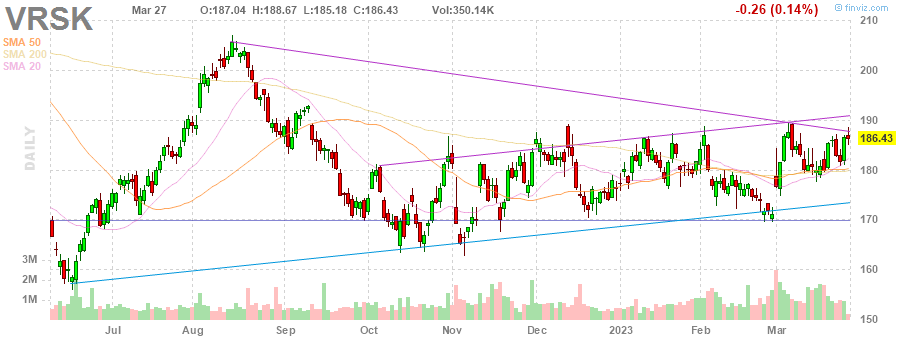 VRSK
Mar 27 O:187.04 H:188.67 L:185.18 C:186.43 Vol:350.14K -0.26 (0.14%)
© finviz.com
SMA 50
SMA 200
SMA 20
DAILY
210
200
190
186.43
180
170
160
150
3M
2M
1M
Jul Aug Sep Oct Nov Dec 2023 Feb Mar